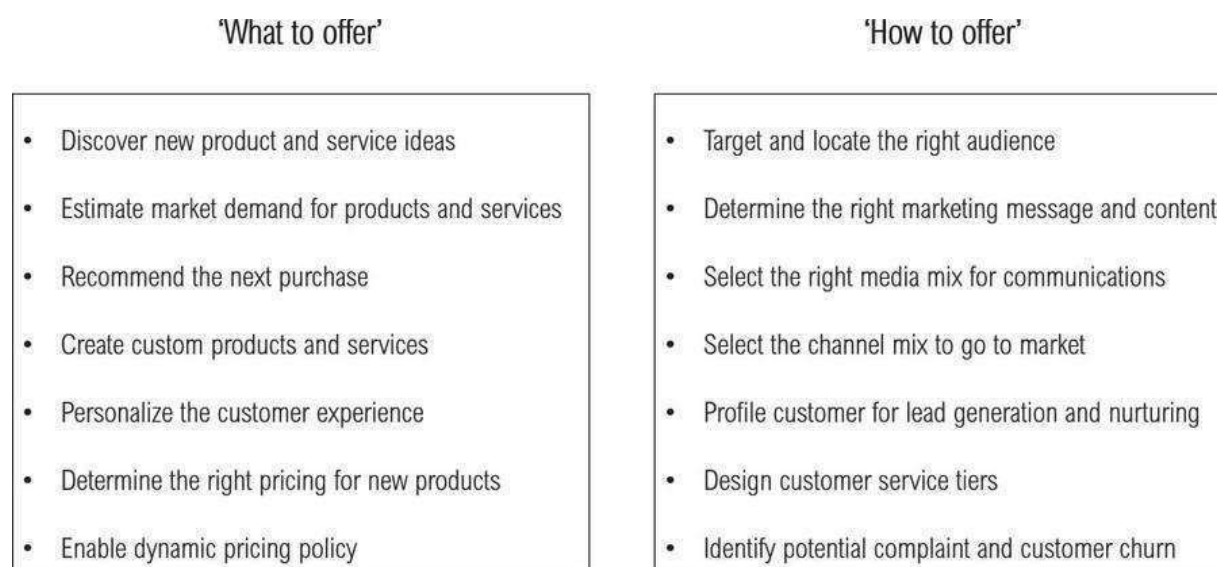 ‘What to offer’
• Discover new product and service ideas
• Estimate market demand for products and services
• Recommend the next purchase
• Create custom products and services
• Personalize the customer experience
• Determine the right pricing for new products
• Enable dynamic pricing policy
‘How to offer’
• Target and locate the right audience
• Determine the right marketing message and content
• Select the right media mix for communications
• Select the channel mix to go to market
• Profile customer for lead generation and nurturing
• Design customer service tiers
• Identify potential complaint and customer churn